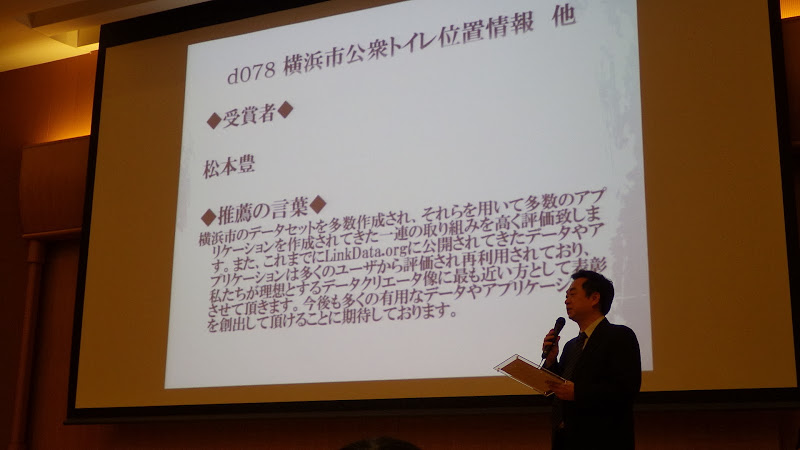 d078 横浜市公衆トイレ位置情報 他
◆受賞者◆
松本豊
◆推薦の言葉◆
横浜市のデータセットを多数作成され、それらを用いて多数のアプ
リケーションを作成されてきた一連の取り組みを高く評価致しま
す。また、これまでにLinkData.orgに公開されてきたデータやア
プリケーションは多くのユーザから評価され再利用されており、
私たちが理想とするデータクリエータ像に最も近い方として表彰
させて頂きます。今後も多くの有用なデータやアプリケーシ
を創出して頂けることに期待しております。